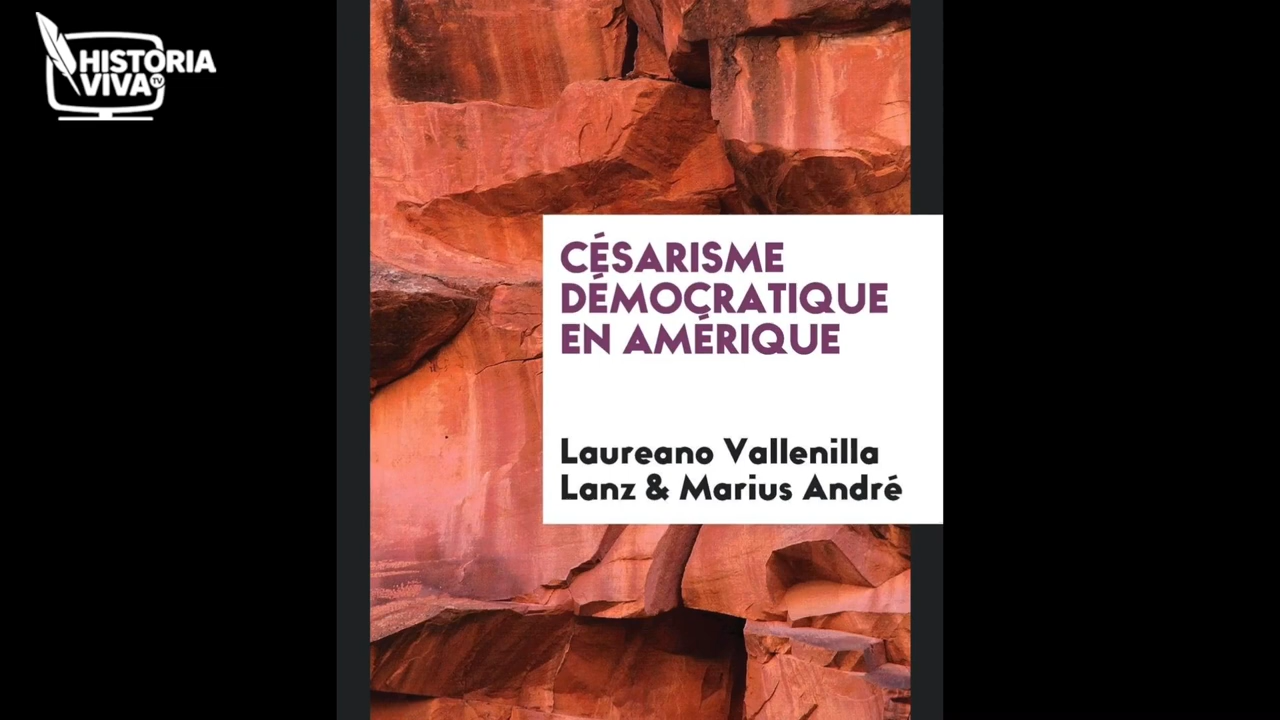 HISTORIA
VIVA TV
CÉSARISME
DÉMOCRATIQUE
EN AMÉRIQUE
Laureano Vallenilla
Lanz & Marius André